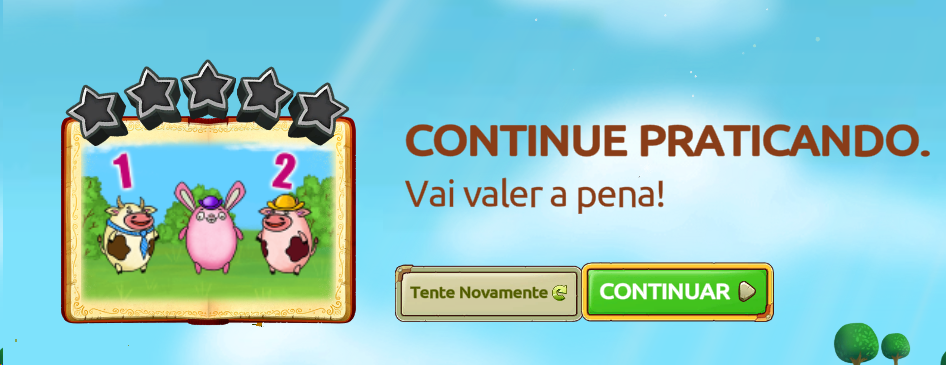 1
2
CONTINUE PRATICANDO.
Vai valer a pena!
Tente Novamente
CONTINUAR